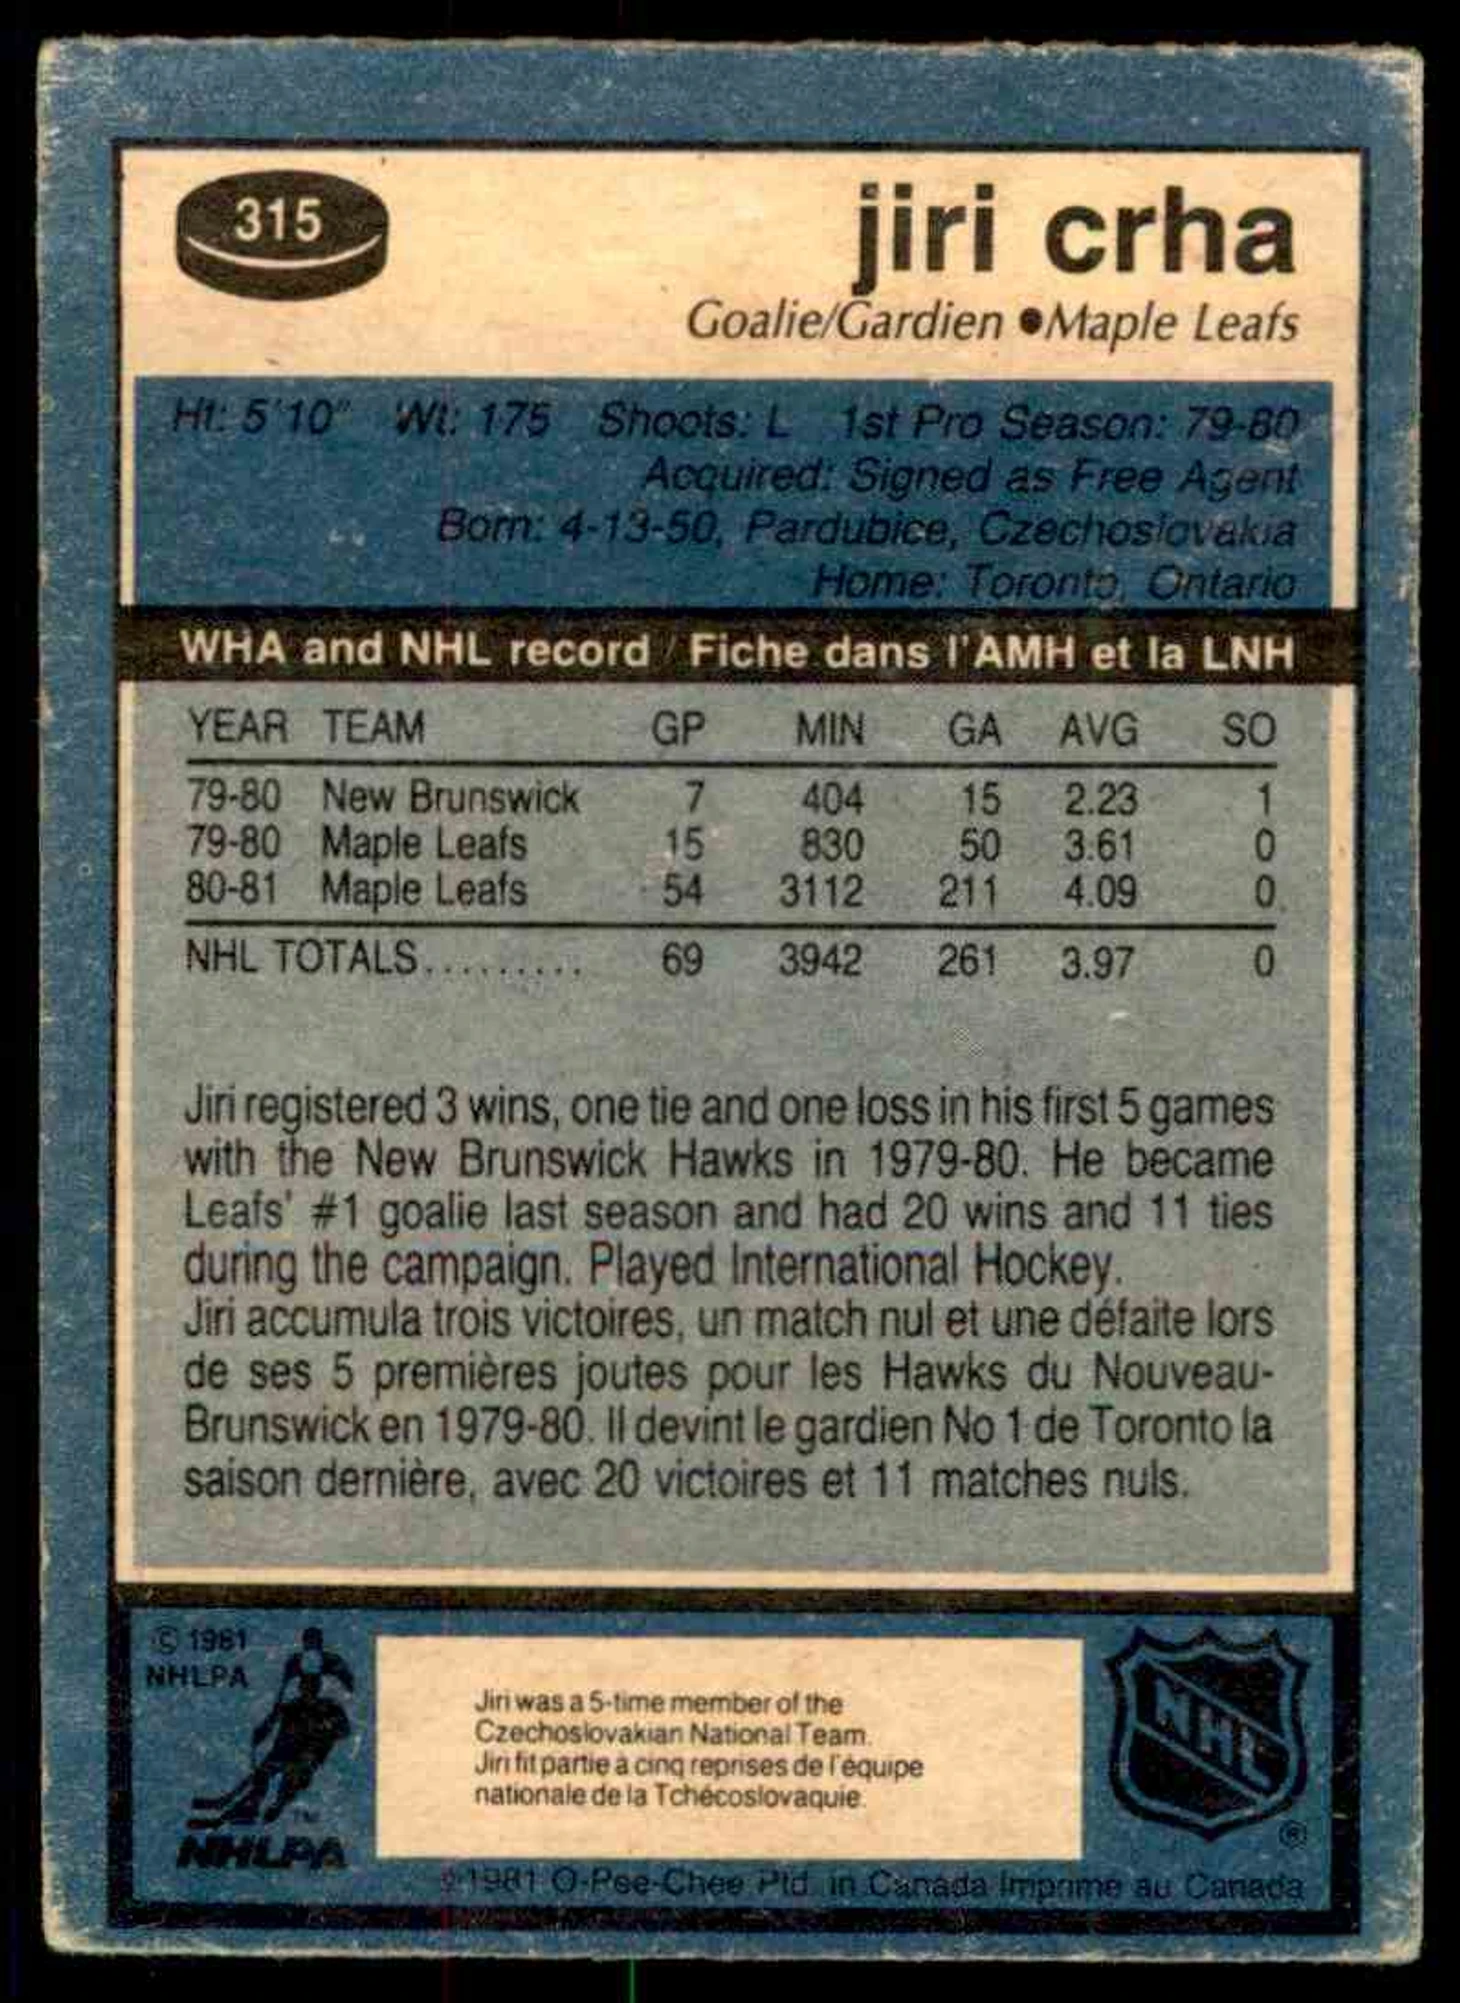 315
jiri crha
Goalie/Gardien ●Maple Leafs
Ht: 5'10" Wt: 175 Shoots: L 1st Pro Season: 79-80
Acquired: Signed as Free Agent
Born: 4-13-50, Pardubice, Czechoslovakia
Home: Toronto, Ontario
WHA and NHL record / Fiche dans l'AMH et la LNH
YEAR TEAM GP MIN GA AVG SO
79-80 New Brunswick 7 404 15 2.23 1
79-80 Maple Leafs 15 830 50 3.61 0
80-81 Maple Leafs 54 3112 211 4.09 0
NHL TOTALS......... 69 3942 261 3.97 0
Jiri registered 3 wins, one tie and one loss in his first 5 games
with the New Brunswick Hawks in 1979-80. He became
Leafs' #1 goalie last season and had 20 wins and 11 ties
during the campaign. Played International Hockey.
Jiri accumula trois victoires, un match nul et une défaite lors
de ses 5 premières joutes pour les Hawks du Nouveau-
Brunswick en 1979-80. Il devint le gardien No 1 de Toronto la
saison dernière, avec 20 victoires et 11 matches nuls.
© 1981
NHLPA
Jiri was a 5-time member of the
Czechoslovakian National Team.
Jiri fit partie a cinq reprises de l'équipe
nationale de la Tchécoslovaquie.
NHL
®
TM
NHLPA
©1981 O-Pee-Chee Ptd. in Canada Imprime au Canada